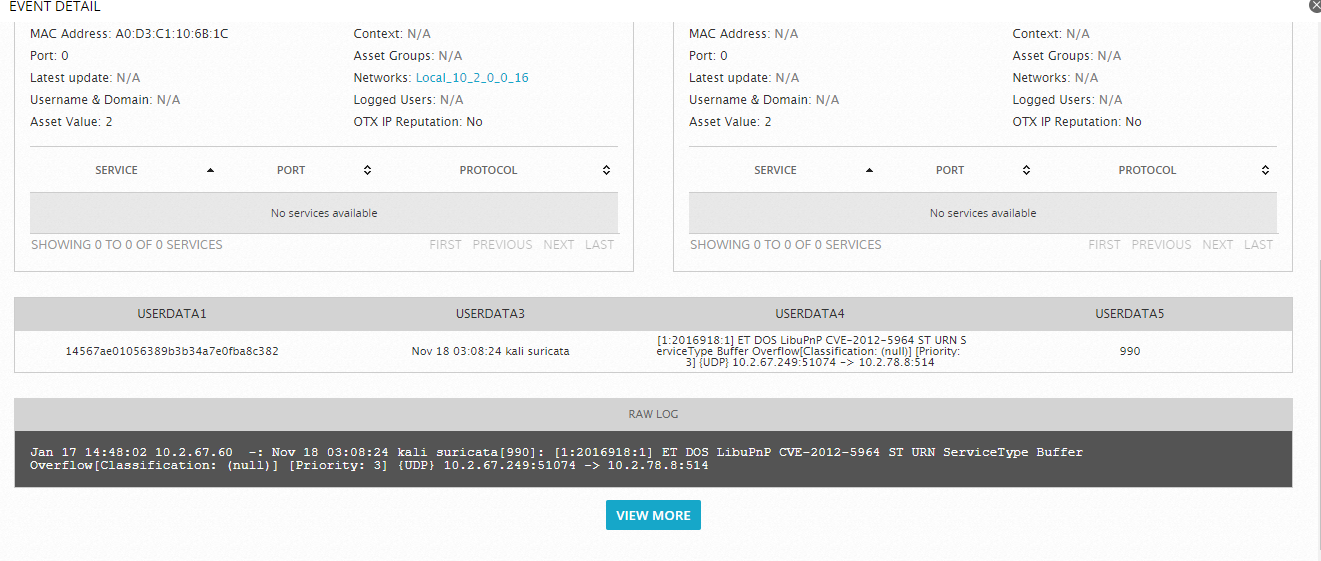 EVENT DETAIL
MAC Address: A0:D3:C1:10:6B:1C
Context: N/A
Port: 0
Asset Groups: N/A
Latest update: N/A
Networks: Local_10_2_0_0_16
Username & Domain: N/A
Logged Users: N/A
Asset Value: 2
OTX IP Reputation: No
SERVICE PORT PROTOCOL
No services available
SHOWING 0 TO 0 OF 0 SERVICES
FIRST PREVIOUS NEXT LAST
MAC Address: N/A
Context: N/A
Port: 0
Asset Groups: N/A
Latest update: N/A
Networks: N/A
Username & Domain: N/A
Logged Users: N/A
Asset Value: 2
OTX IP Reputation: No
SERVICE PORT PROTOCOL
No services available
SHOWING 0 TO 0 OF 0 SERVICES
FIRST PREVIOUS NEXT LAST
USERDATA1 USERDATA3 USERDATA4 USERDATA5
14567ae01056389b3b34a7e0fba8c382
Nov 18 03:08:24 kali suricata
[1:2016918:1] ET DOS LibuPnP CVE-2012-5964 ST URN S
erviceType Buffer Overflow[Classification: (null)] [Priority:
3] {UDP} 10.2.67.249:51074 -> 10.2.78.8:514
990
RAW LOG
Jan 17 14:48:02 10.2.67.60 -: Nov 18 03:08:24 kali suricata[990]: [1:2016918:1] ET DOS LibuPnP CVE-2012-5964 ST URN ServiceType Buffer
Overflow[Classification: (null)] [Priority: 3] {UDP} 10.2.67.249:51074 -> 10.2.78.8:514
VIEW MORE